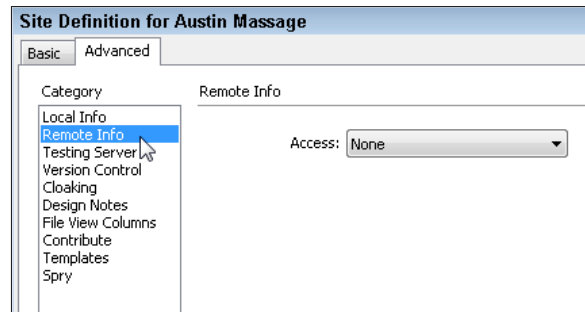 Site Definition for Austin Massage
Basic Advanced
Category Remote Info
Local Info
Remote Info
Access: None
Testing Server
Version Control
Cloaking
Design Notes
File View Columns
Contribute
Templates
Spry